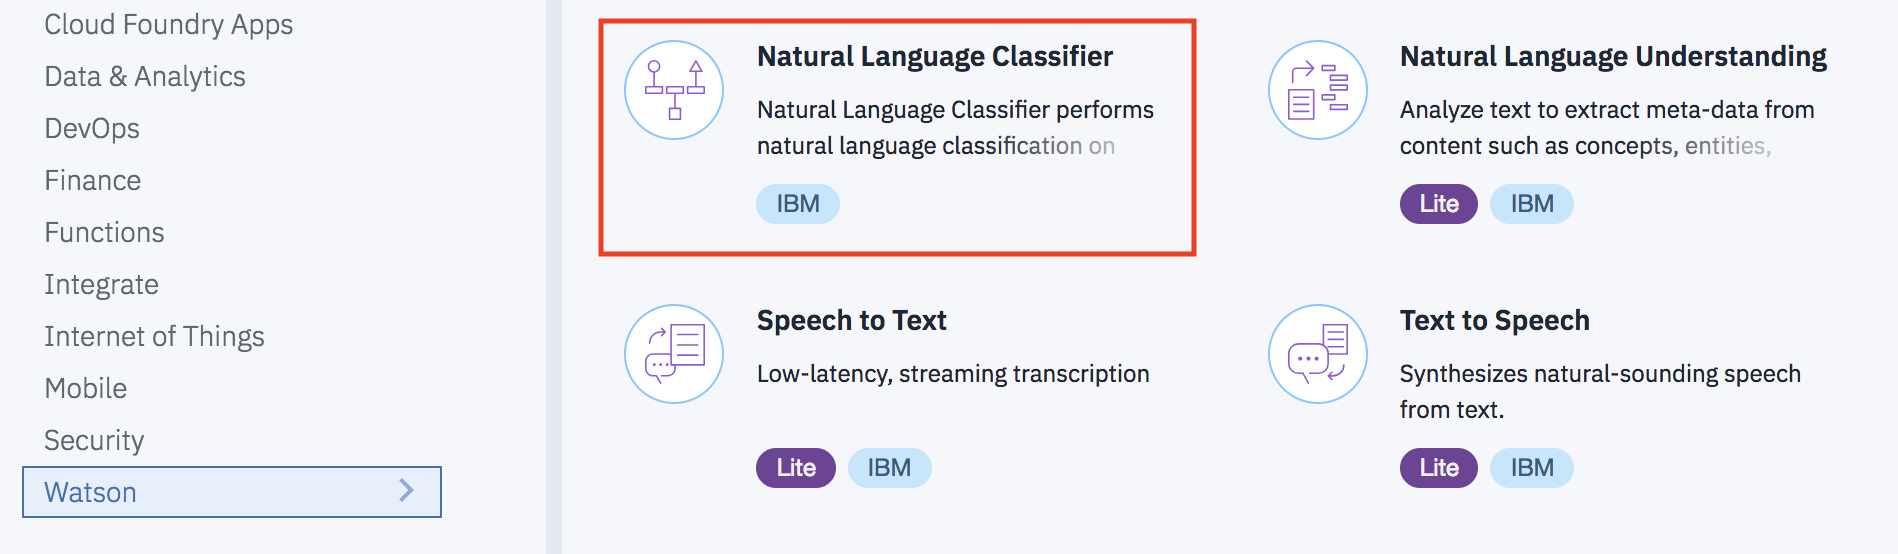 Cloud Foundry Apps
Data & Analytics
DevOps
Finance
Functions
Integrate
Internet of Things
Mobile
Security
Watson
Natural Language Classifier
Natural Language Classifier performs
natural language classification on
IBM
Natural Language Understanding
Analyze text to extract meta-data from
content such as concepts, entities,
Lite IBM
Speech to Text
Low-latency, streaming transcription
Lite IBM
Text to Speech
Synthesizes natural-sounding speech
from text.
Lite IBM